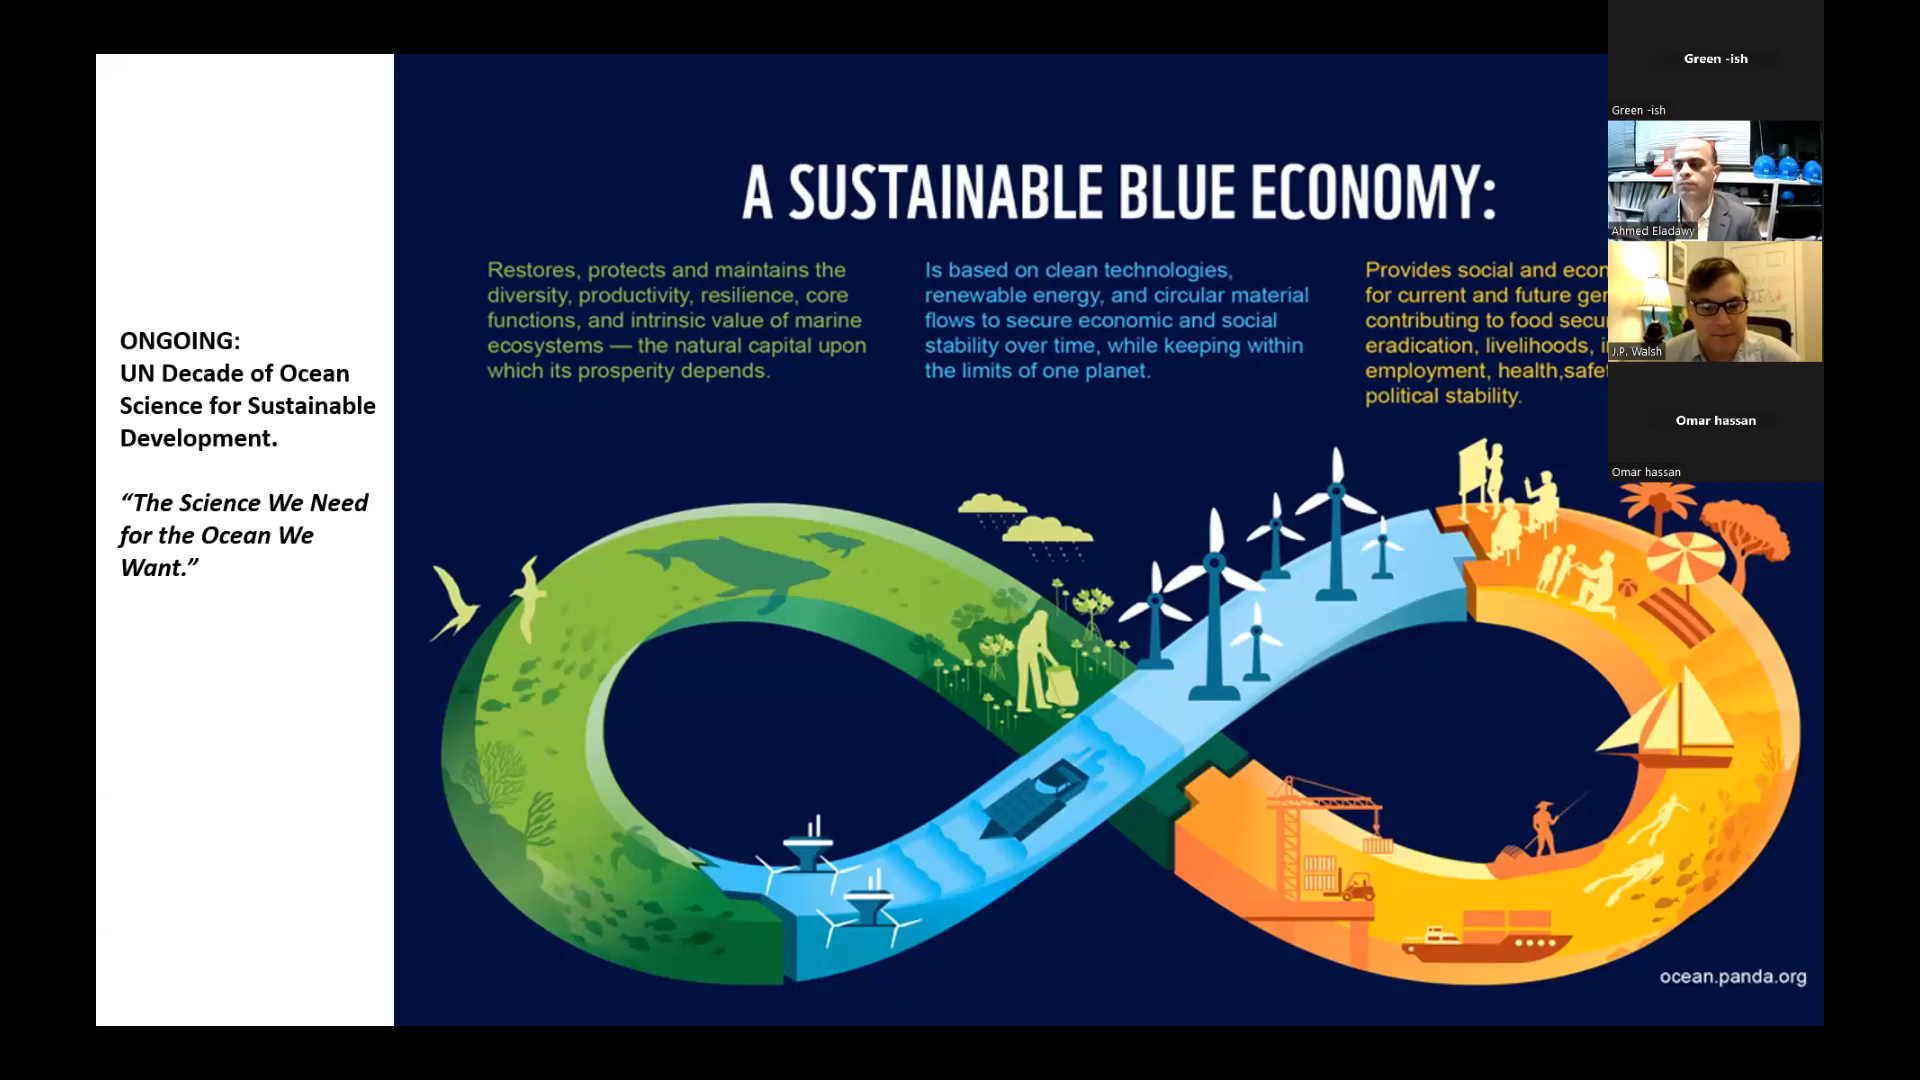 ONGOING:
UN Decade of Ocean
Science for Sustainable
Development.
“The Science We Need
for the Ocean We
Want.”
A SUSTAINABLE BLUE ECONOMY:
Restores, protects and maintains the
diversity, productivity, resilience, core
functions, and intrinsic value of marine
ecosystems — the natural capital upon
which its prosperity depends.
Is based on clean technologies,
renewable energy, and circular material
flows to secure economic and social
stability over time, while keeping within
the limits of one planet.
Provides social and
for current and future
contributing to food
eradication, livelihoods,
employment, health,
political stability.
ocean.panda.org
Green -ish
Green -ish
Ahmed Eladawy
J.P. Walsh
Omar hassan
Omar hassan